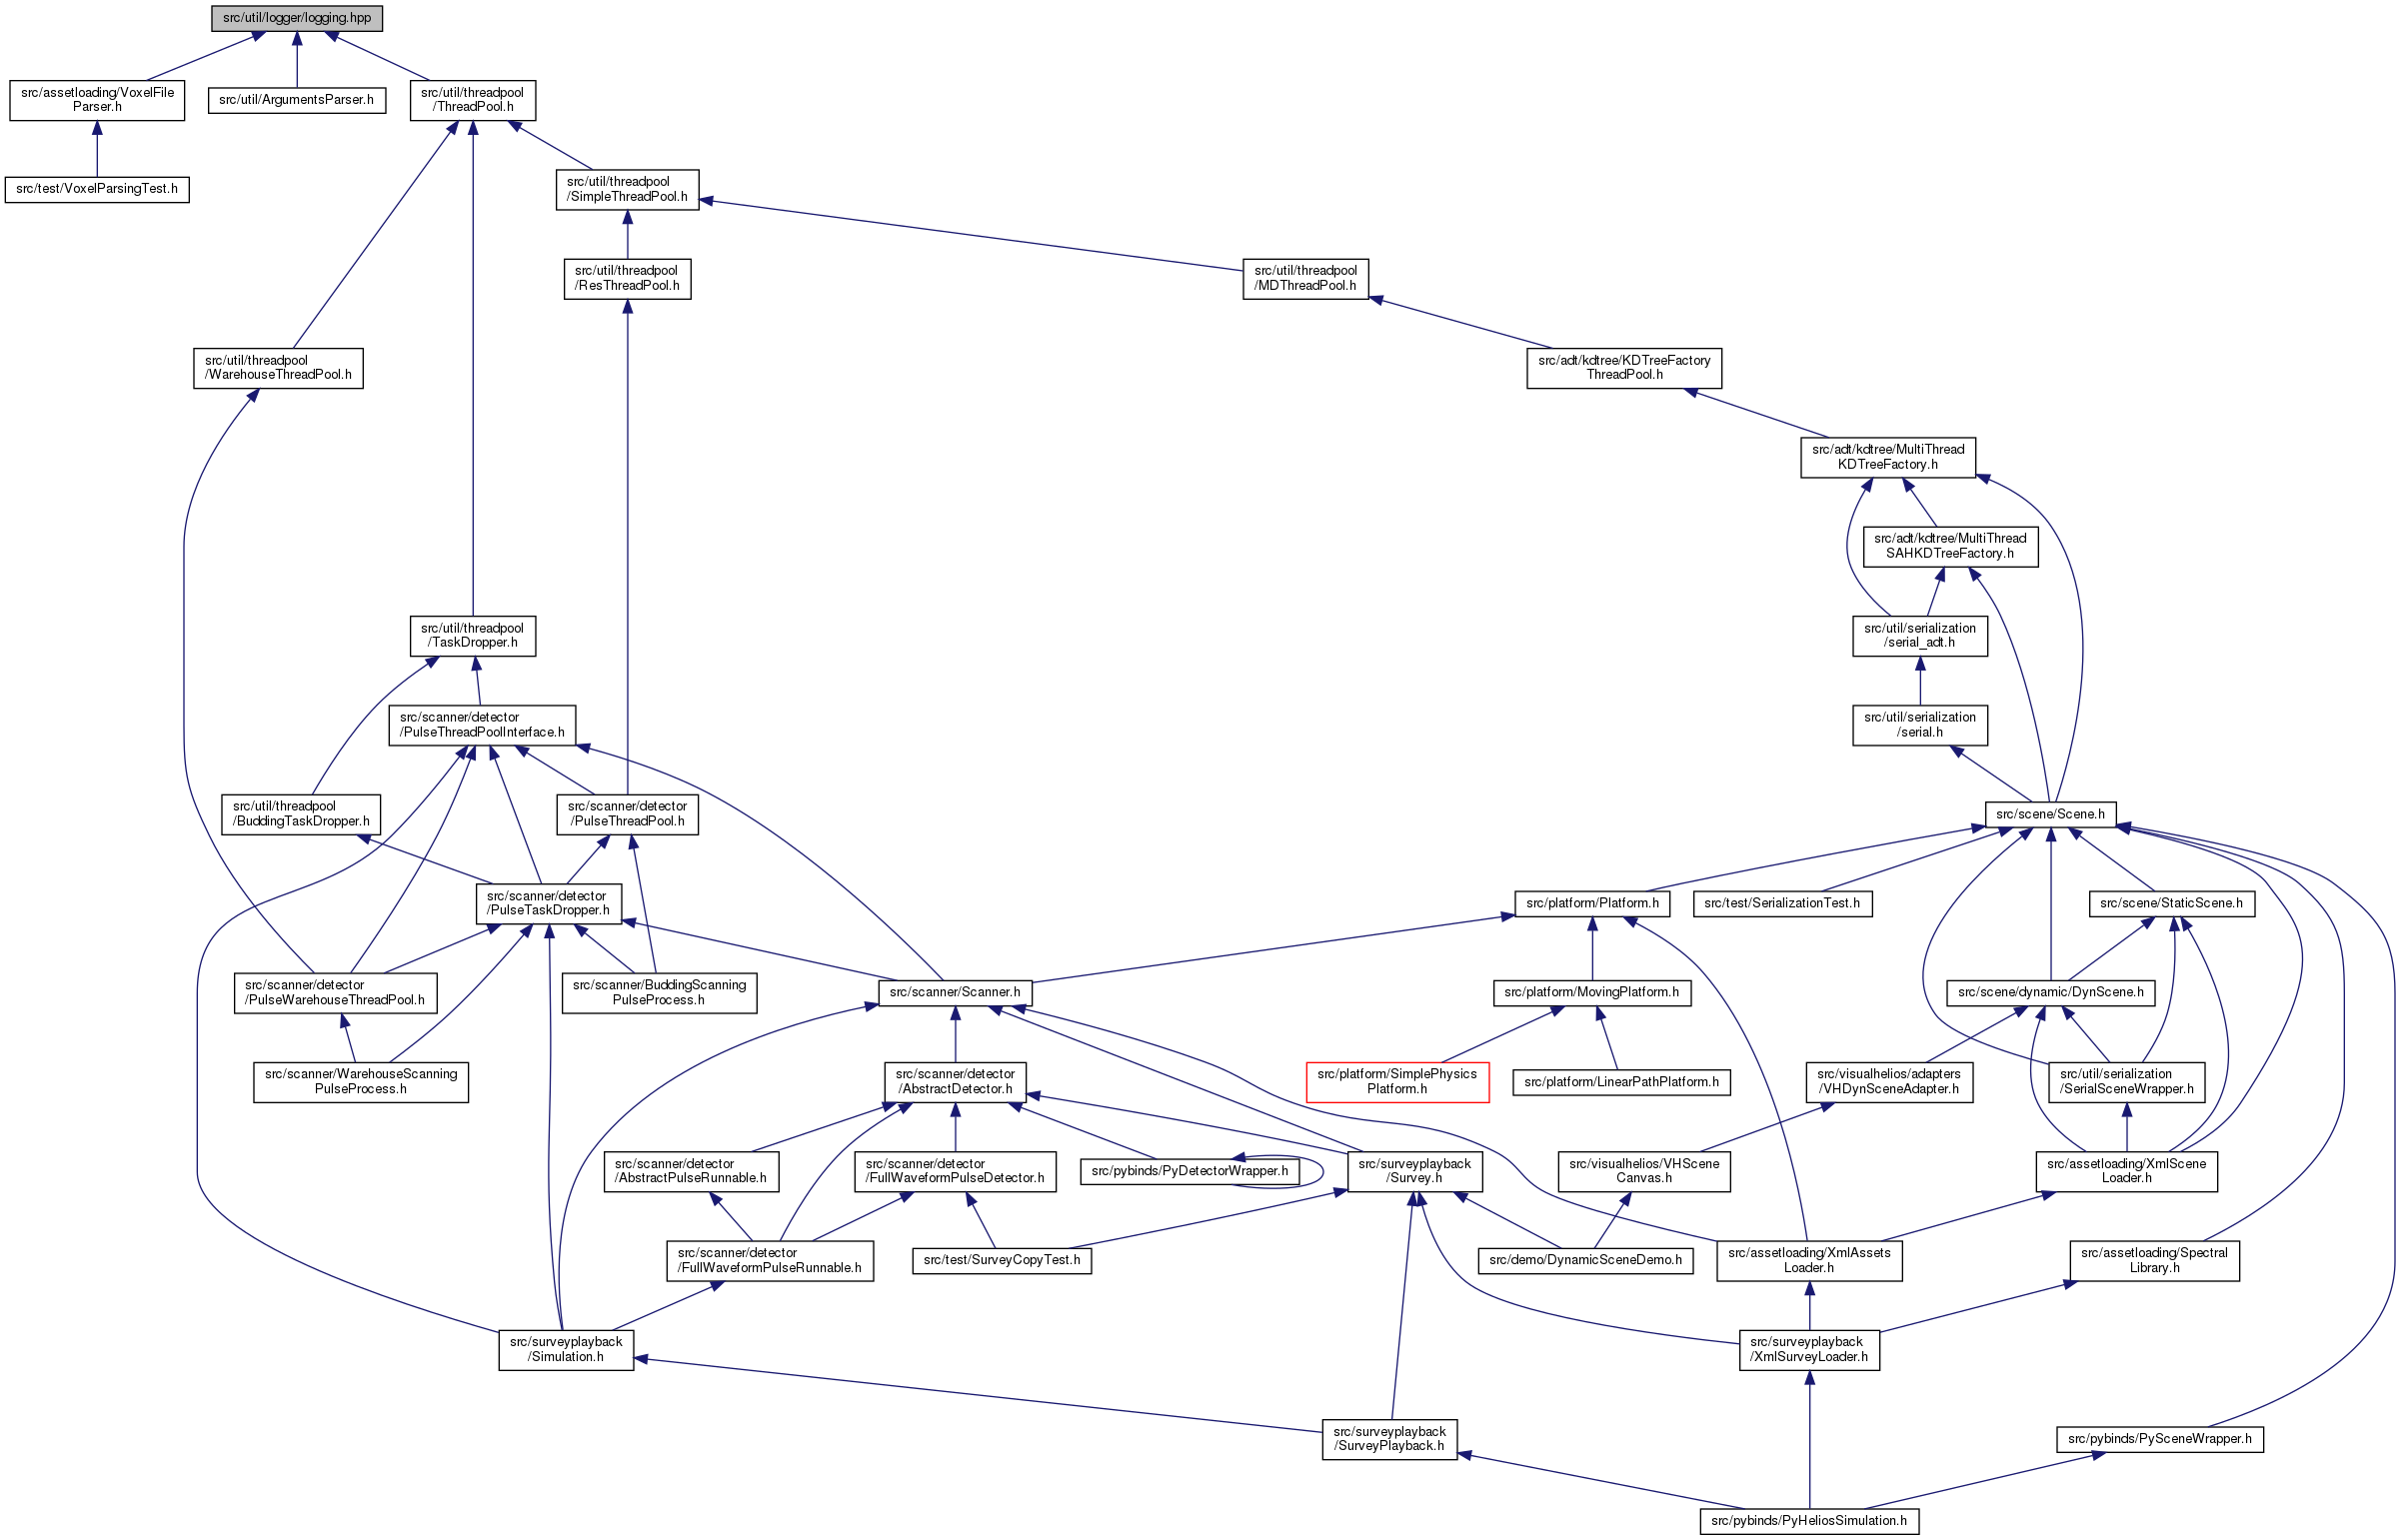 src/util/logger/logging.hpp
src/assetloading/VoxelFile
Parser.h
src/util/ArgumentsParser.h
src/util/threadpool
/ThreadPool.h
src/test/VoxelParsingTest.h
src/util/threadpool
/SimpleThreadPool.h
src/util/threadpool
/ResThreadPool.h
src/util/threadpool
/MDThreadPool.h
src/util/threadpool
/WarehouseThreadPool.h
src/adt/kdtree/KDTreeFactory
ThreadPool.h
src/adt/kdtree/MultiThread
KDTreeFactory.h
src/adt/kdtree/MultiThread
SAHKDTreeFactory.h
src/util/threadpool
/TaskDropper.h
src/util/serialization
/serial_adt.h
src/scanner/detector
/PulseThreadPoolInterface.h
src/util/serialization
/serial.h
src/util/threadpool
/BuddingTaskDropper.h
src/scanner/detector
/PulseThreadPool.h
src/scene/Scene.h
src/scanner/detector
/PulseTaskDropper.h
src/platform/Platform.h
src/test/SerializationTest.h
src/scene/StaticScene.h
src/scanner/detector
/PulseWarehouseThreadPool.h
src/scanner/BuddingScanning
PulseProcess.h
src/scanner/Scanner.h
src/platform/MovingPlatform.h
src/scene/dynamic/DynScene.h
src/scanner/WarehouseScanning
PulseProcess.h
src/scanner/detector
/AbstractDetector.h
src/platform/SimplePhysics
Platform.h
src/platform/LinearPathPlatform.h
src/visualhelios/adapters
/VHDynSceneAdapter.h
src/util/serialization
/SerialSceneWrapper.h
src/scanner/detector
/AbstractPulseRunnable.h
src/scanner/detector
/FullWaveformPulseDetector.h
src/pybinds/PyDetectorWrapper.h
src/surveyplayback
/Survey.h
src/visualhelios/VHScene
Canvas.h
src/assetloading/XmlScene
Loader.h
src/scanner/detector
/FullWaveformPulseRunnable.h
src/test/SurveyCopyTest.h
src/demo/DynamicSceneDemo.h
src/assetloading/XmlAssets
Loader.h
src/assetloading/Spectral
Library.h
src/surveyplayback
/Simulation.h
src/surveyplayback
/XmlSurveyLoader.h
src/surveyplayback
/SurveyPlayback.h
src/pybinds/PySceneWrapper.h
src/pybinds/PyHeliosSimulation.h